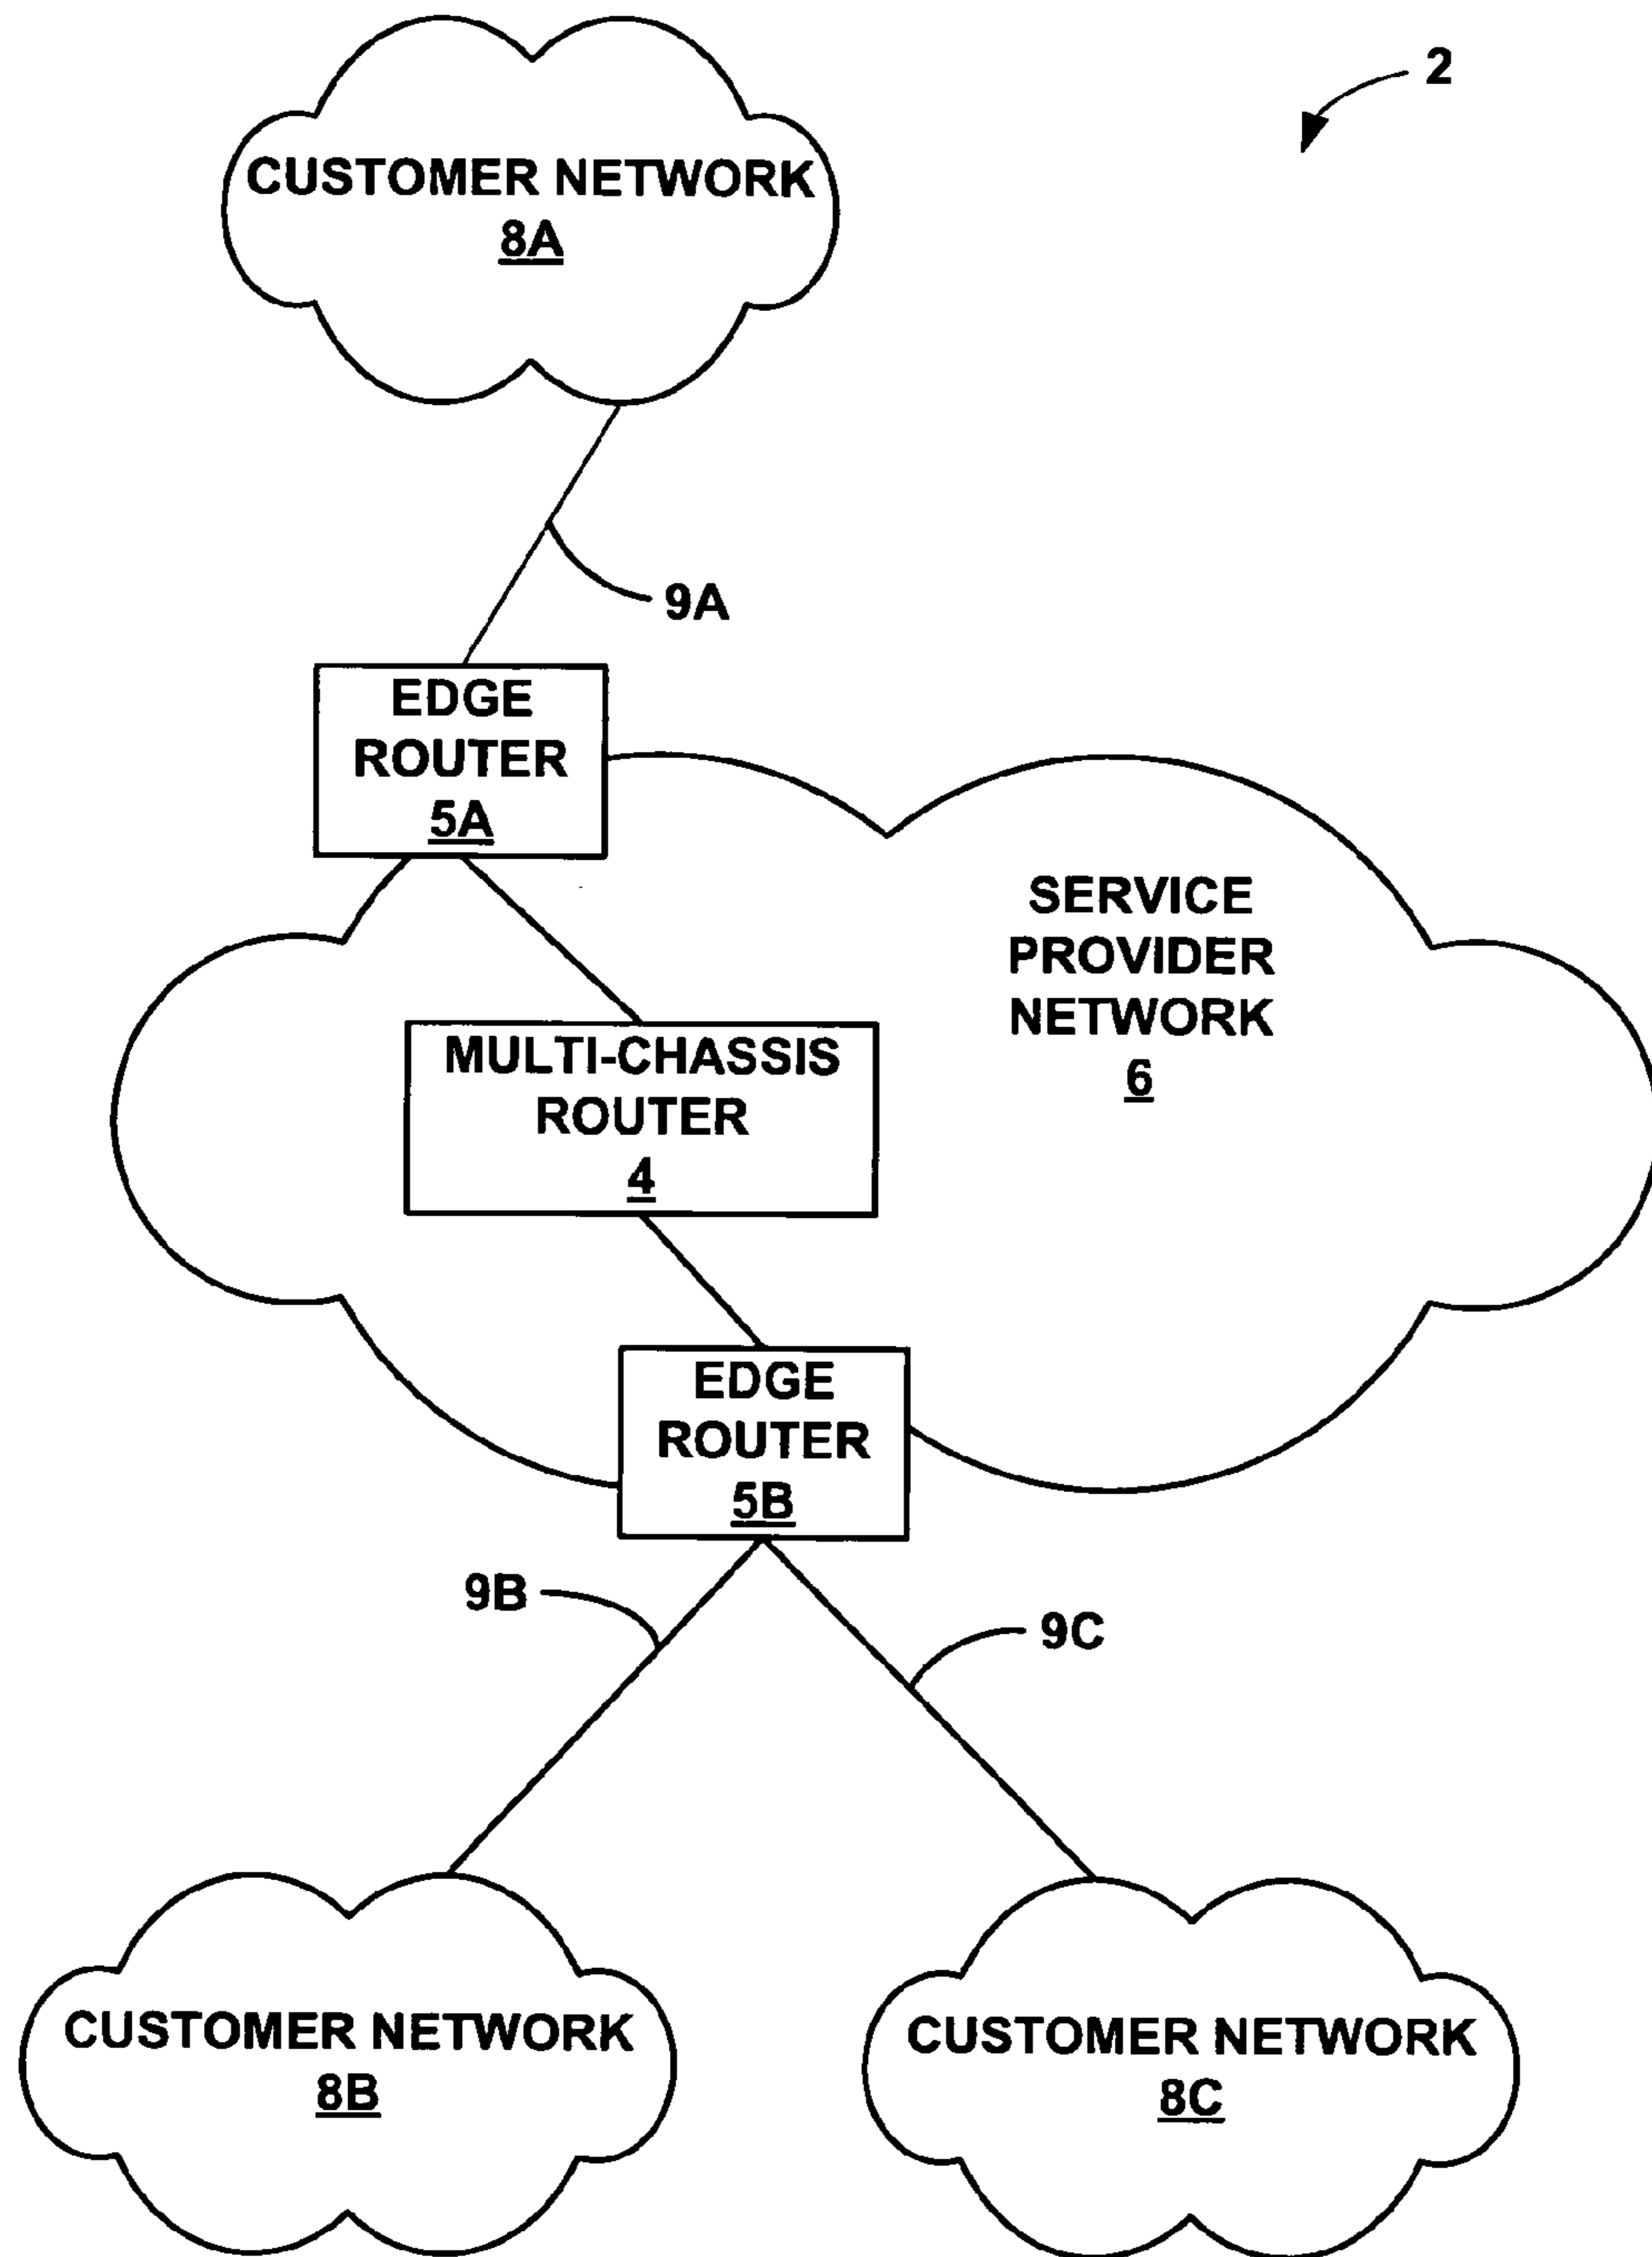 2
CUSTOMER NETWORK
8A
9A
EDGE
ROUTER
5A
SERVICE
PROVIDER
NETWORK
6
MULTI-CHASSIS
ROUTER
4
EDGE
ROUTER
5B
9B
9C
CUSTOMER NETWORK
8B
CUSTOMER NETWORK
8C